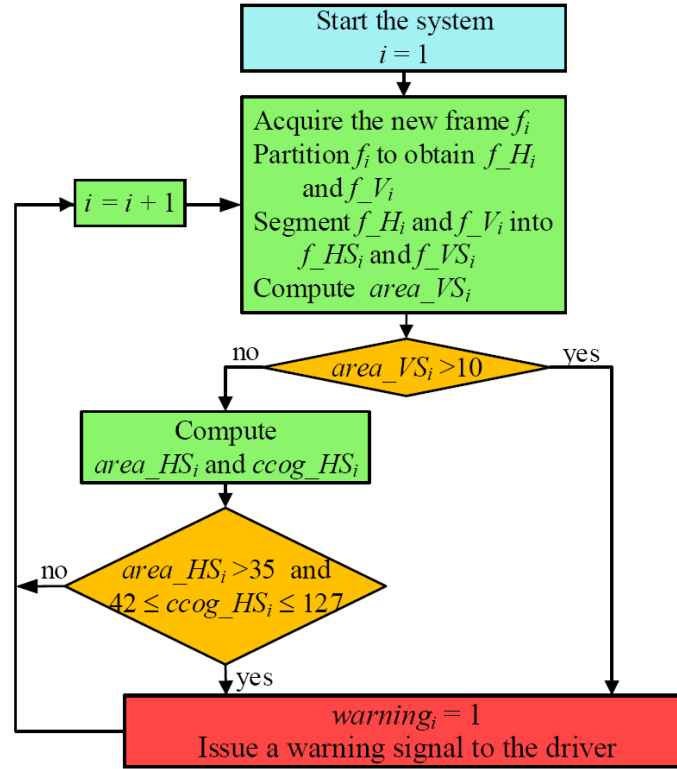 Start the system
i = 1
Acquire the new frame f_i
Partition f_i to obtain f_H_i
and f_V_i
i = i + 1
Segment f_H_i and f_V_i into
f_HS_i and f_VS_i
Compute area_VS_i
no
area_VS_i >10
yes
Compute
area_HS_i and ccog_HS_i
no
area_HS_i >35 and
42 ≤ ccog_HS_i ≤ 127
yes
warning_i = 1
Issue a warning signal to the driver